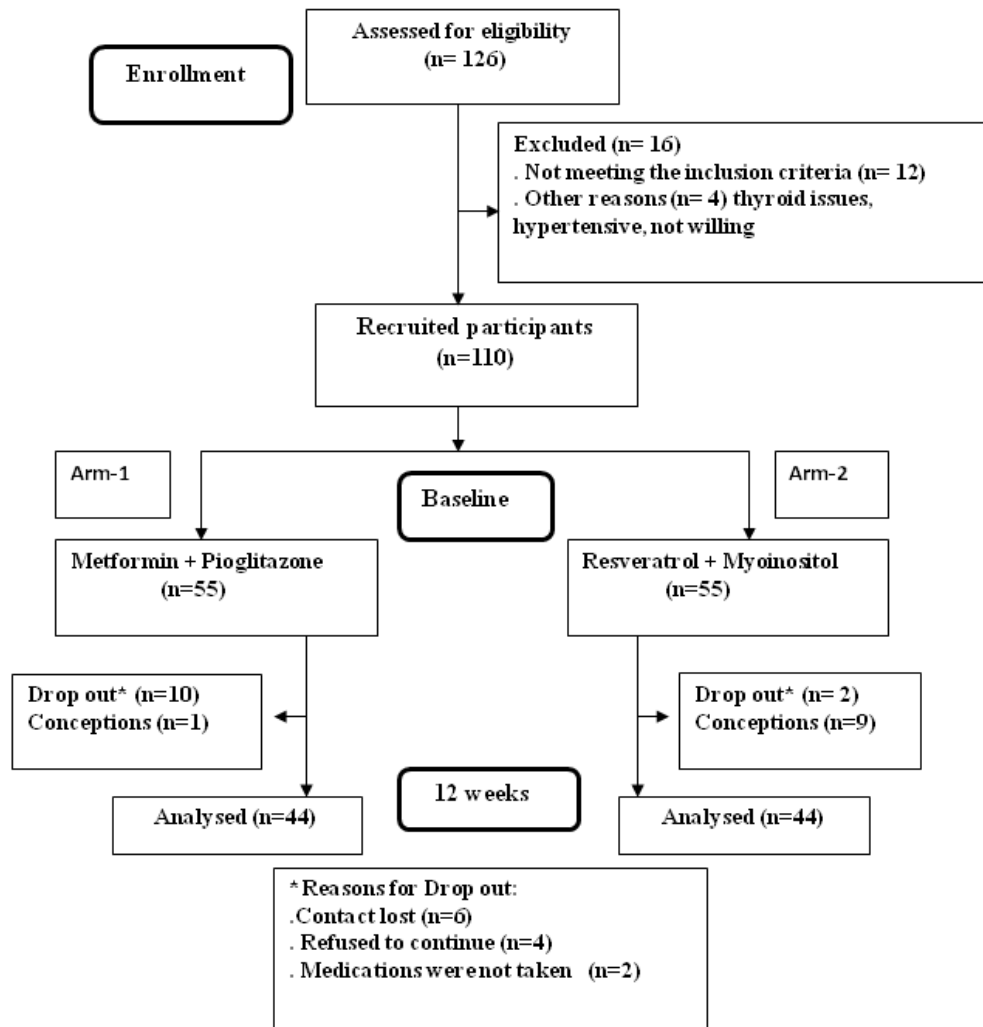 Assessed for eligibility
(n= 126)
Enrollment
Excluded (n= 16)
. Not meeting the inclusion criteria (n= 12)
. Other reasons (n= 4) thyroid issues,
hypertensive, not willing
Recruited participants
(n=110)
Arm-1
Arm-2
Baseline
Metformin + Pioglitazone
(n=55)
Resveratrol + Myoinositol
(n=55)
Drop out* (n=10)
Conceptions (n=1)
Drop out* (n= 2)
Conceptions (n=9)
12 weeks
Analysed (n=44)
Analysed (n=44)
*Reasons for Drop out:
.Contact lost (n=6)
. Refused to continue (n=4)
. Medications were not taken (n=2)